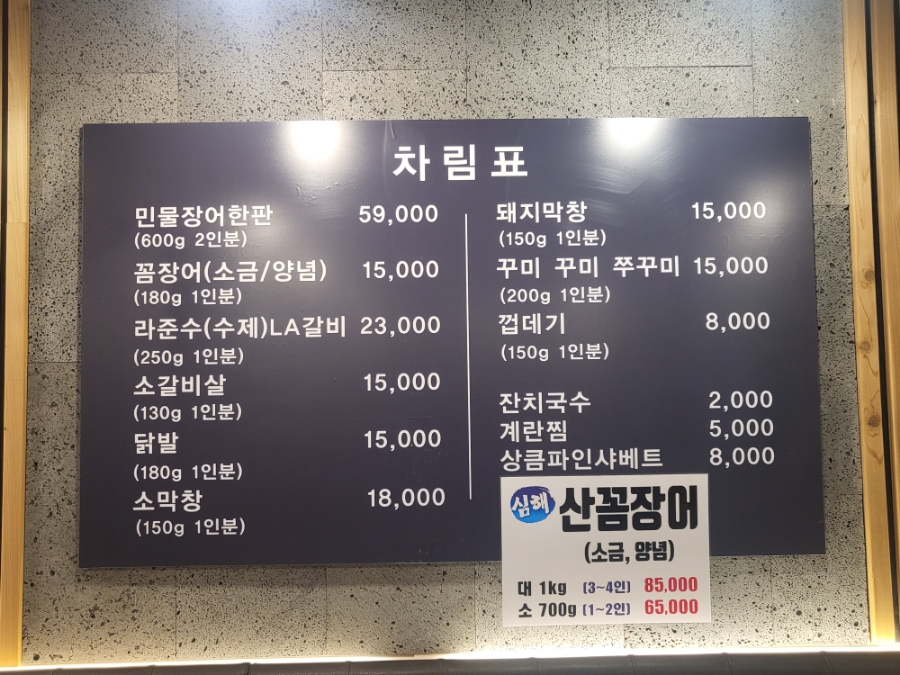 차림표
민물장어한판 59,000
(600g 2인분)
꼼장어(소금/양념) 15,000
(180g 1인분)
라준수(수제)LA갈비 23,000
(250g 1인분)
소갈비살 15,000
(130g 1인분)
닭발 15,000
(180g 1인분)
소막창 18,000
(150g 1인분)
돼지막창 15,000
(150g 1인분)
꾸미 꾸미 쭈꾸미 15,000
(200g 1인분)
껍데기 8,000
(150g 1인분)
잔치국수 2,000
계란찜 5,000
상큼파인샤베트 8,000
심해 산꼼장어
(소금, 양념)
대 1kg (3~4인) 85,000
소 700g (1~2인) 65,000